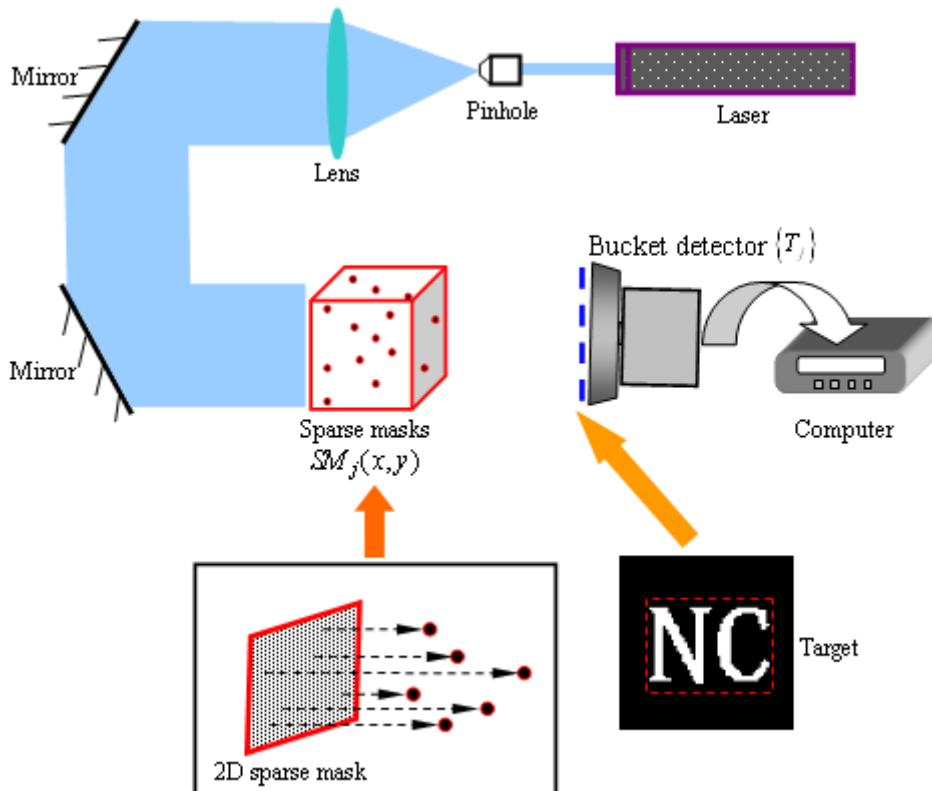 Mirror
Pinhole
Laser
Lens
Bucket detector {T_j}
Mirror
Computer
Sparse masks
SM_j(x,y)
NC
Target
2D sparse mask